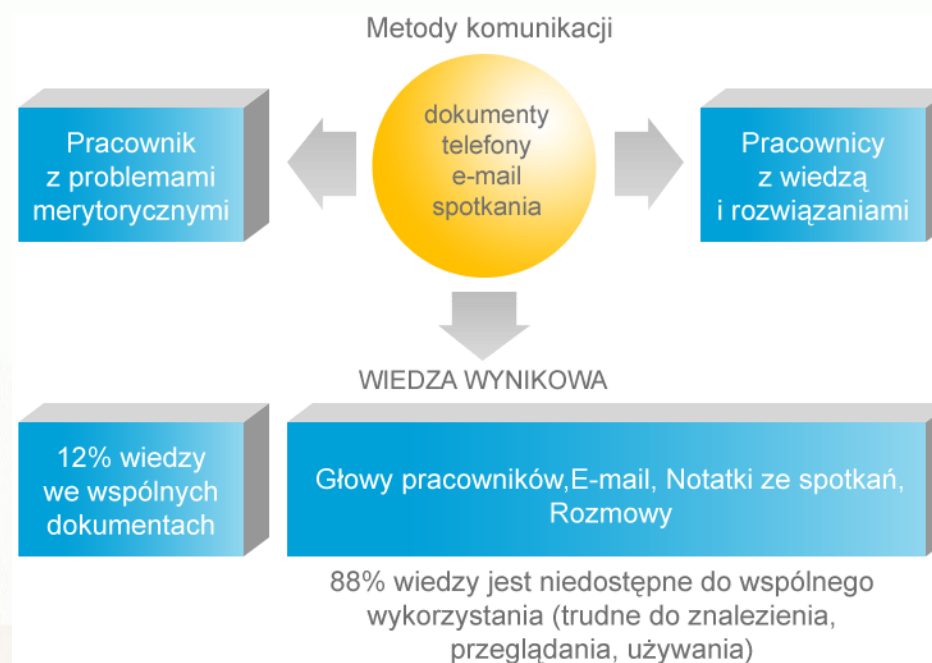 Metody komunikacji
dokumenty
telefony
e-mail
spotkania
Pracownik
z problemami
merytorycznymi
Pracownicy
z wiedzą
i rozwiązaniami
WIEDZA WYNIKOWA
12% wiedzy
we wspólnych
dokumentach
Głowy pracowników,E-mail, Notatki ze spotkań,
Rozmowy
88% wiedzy jest niedostępne do wspólnego
wykorzystania (trudne do znalezienia,
przeglądania, używania)